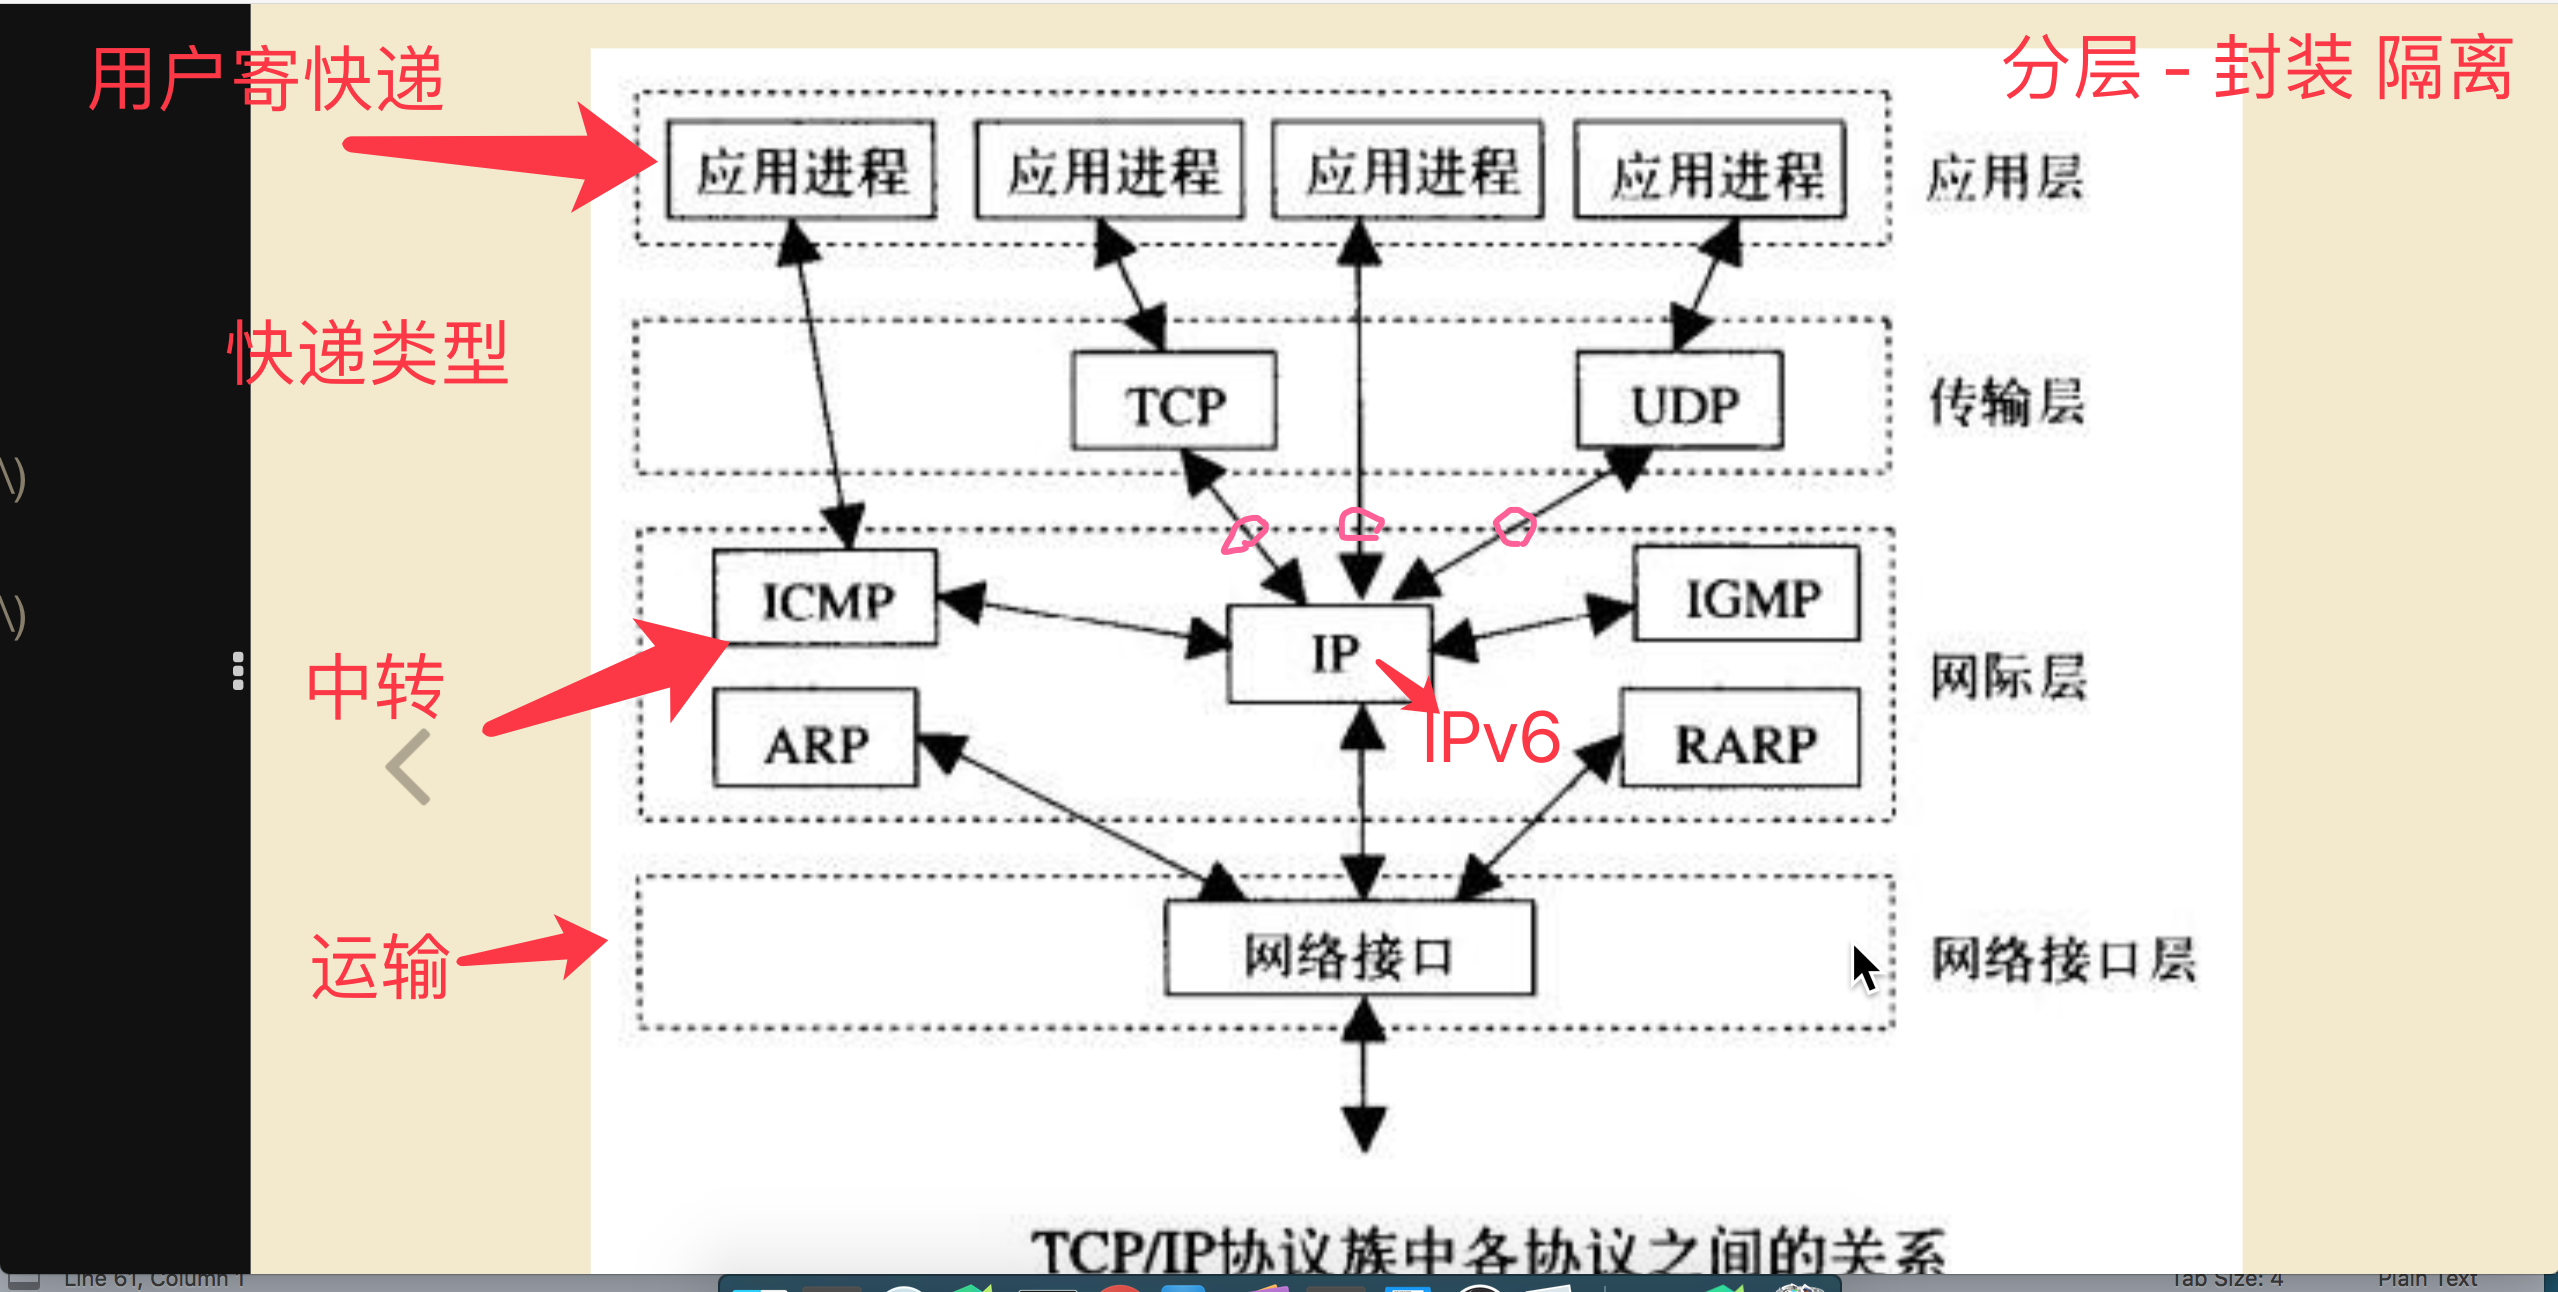 用户寄快递
分层 - 封装 隔离
应用进程 应用进程 应用进程 应用进程
应用层
快递类型
TCP
UDP
传输层
\)
\)
ICMP
IGMP
IP
网际层
中转
IPv6
ARP
RARP
运输
网络接口
网络接口层
TCP/IP协议族中各协议之间的关系
Line 61, Column 1
Tab Size: 4
Plain Text